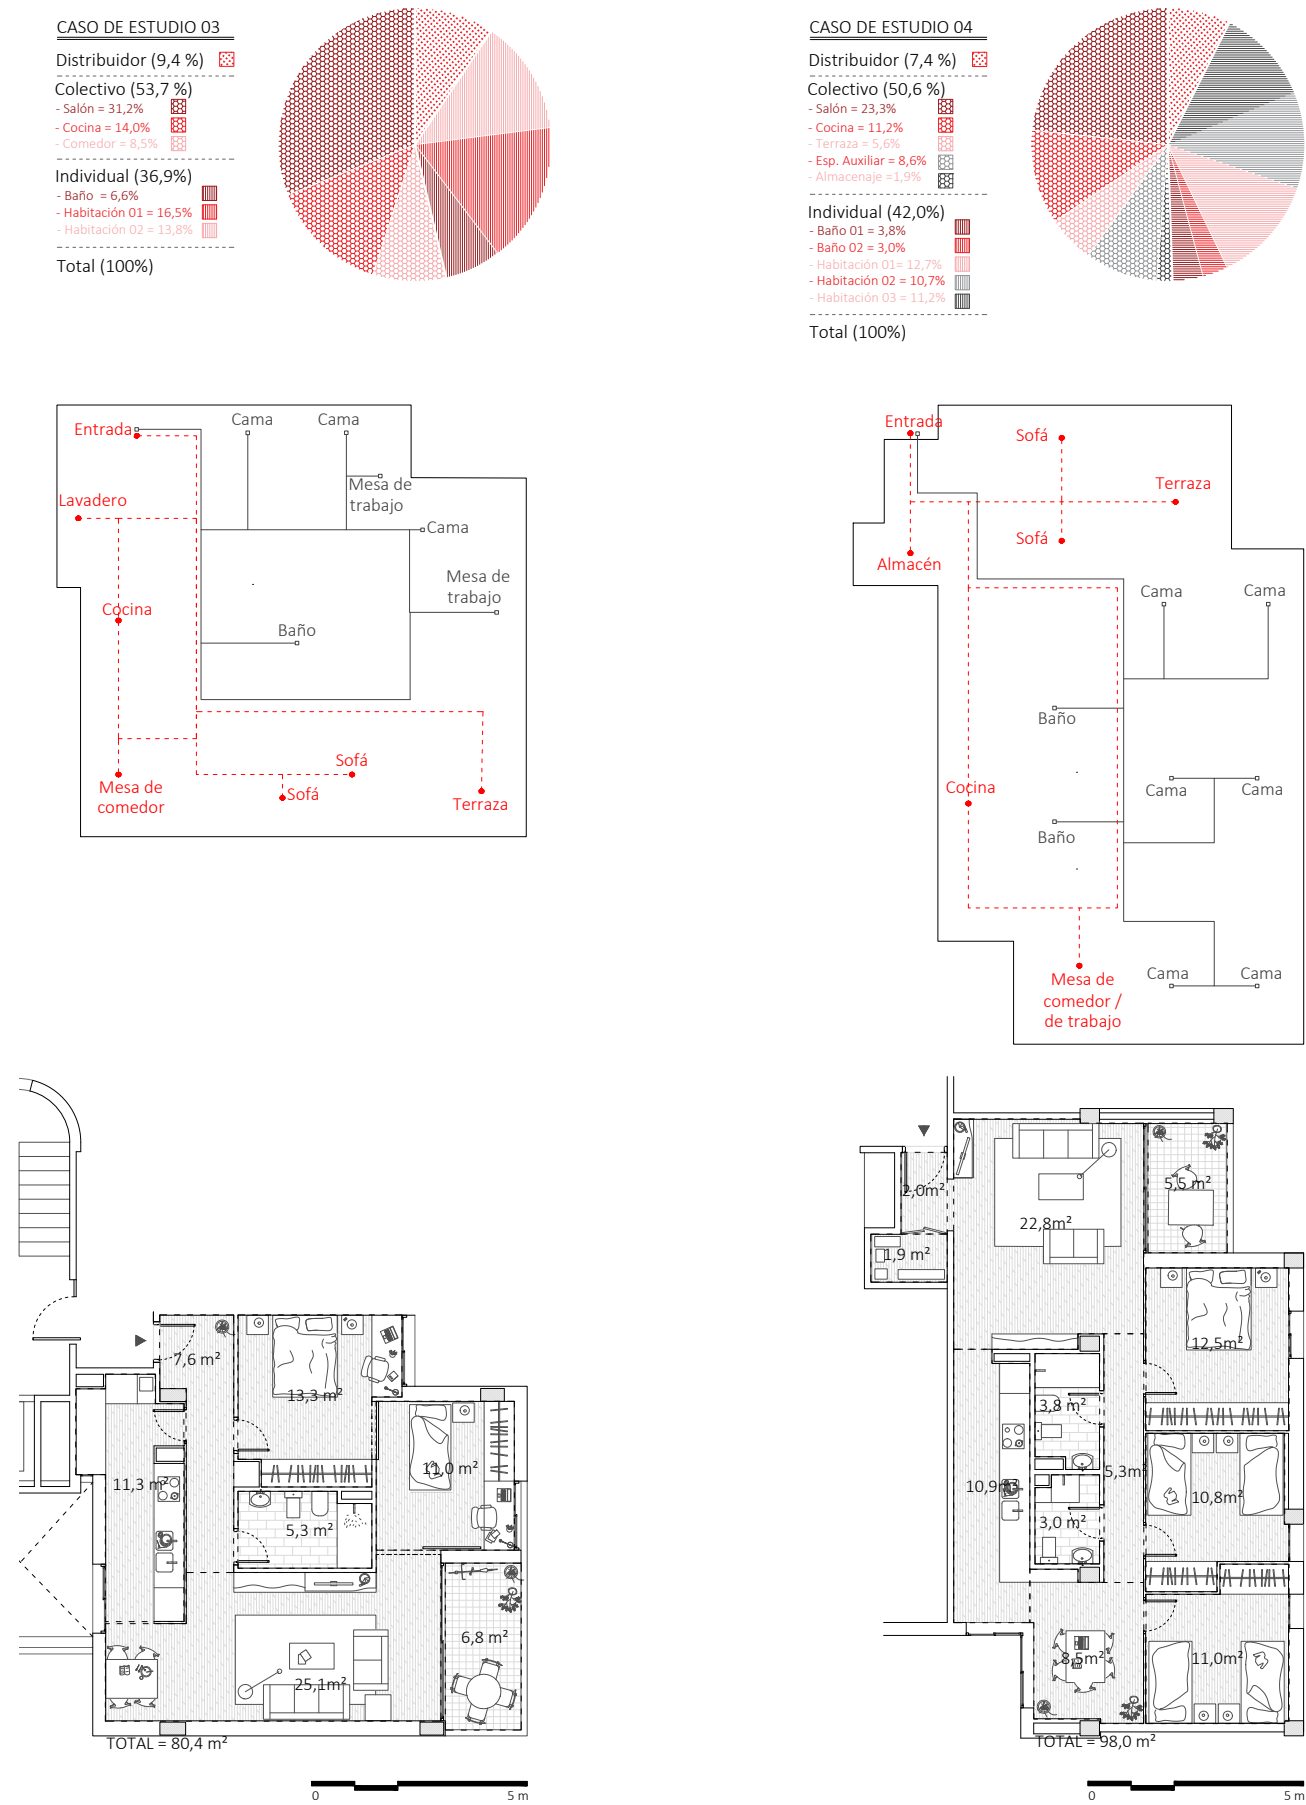 CASO DE ESTUDIO 03
Distribuidor (9,4 %)
Colectivo (53,7 %)
- Salón = 31,2%
- Cocina = 14,0%
- Comedor = 8,5%
Individual (36,9%)
- Baño = 6,6%
- Habitación 01 = 16,5%
- Habitación 02 = 13,8%
Total (100%)
CASO DE ESTUDIO 04
Distribuidor (7,4 %)
Colectivo (50,6 %)
- Salón = 23,3%
- Cocina = 11,2%
- Terraza = 5,6%
- Esp. Auxiliar = 8,6%
- Almacenaje =1,9%
Individual (42,0%)
- Baño 01 = 3,8%
- Baño 02 = 3,0%
- Habitación 01= 12,7%
- Habitación 02 = 10,7%
- Habitación 03 = 11,2%
Total (100%)
Entrada
Cama
Cama
Mesa de
trabajo
Lavadero
Cama
Mesa de
trabajo
Cocina
Baño
Sofá
Mesa de
comedor
Sofá
Terraza
Entrada
Sofá
Terraza
Sofá
Almacén
Cama
Cama
Baño
Cocina
Cama
Cama
Baño
Cama
Cama
Mesa de
comedor /
de trabajo
7,6 m²
13,3 m²
11,3 m²
11,0 m²
5,3 m²
6,8 m²
25,1m²
TOTAL = 80,4 m²
0
5 m
2,0m²
5,5 m²
22,8m²
1,9 m²
12,5m²
3,8 m²
5,3m²
10,9m²
10,8m²
3,0 m²
8,5m²
11,0m²
TOTAL = 98,0 m²
0
5 m